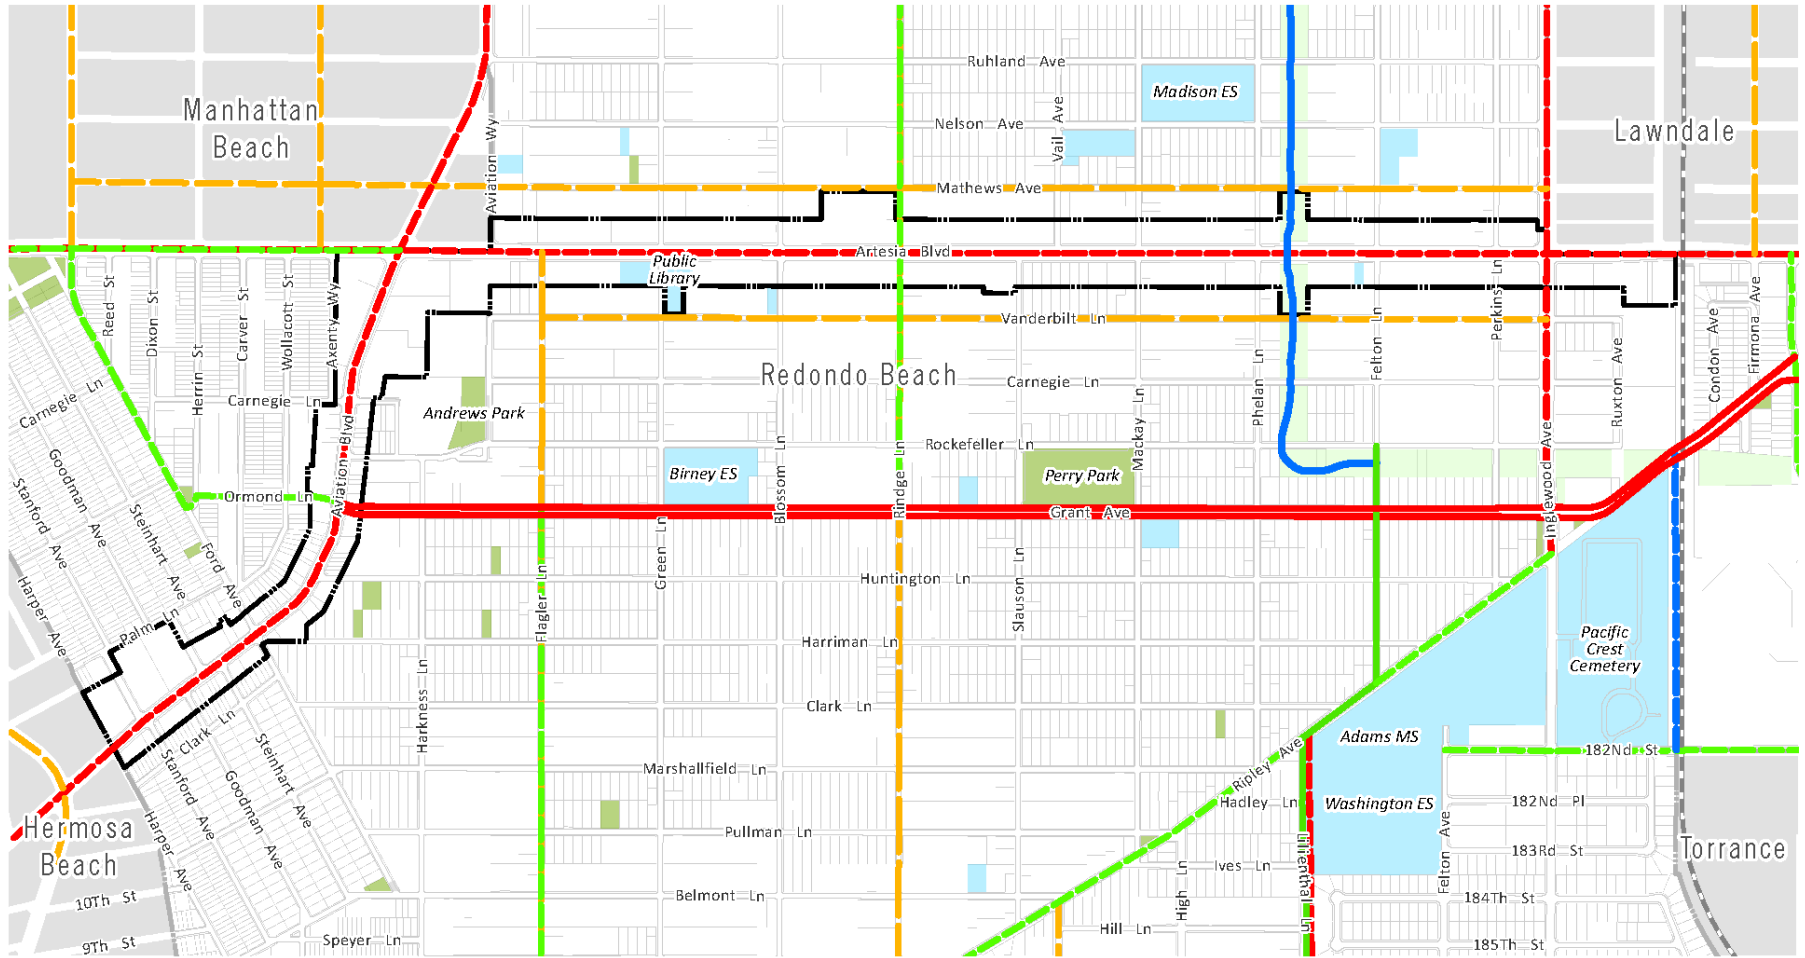 Ruhland Ave
Madison ES
Manhattan
Beach
Nelson Ave
Vail Ave
Lawndale
Aviation Wy
Mathews Ave
Artesia Blvd
Public
Library
Reed St
Dixon St
Herrin St
Carver St
Wollacott St
Axenty Wy
Vanderbilt Ln
Perkins Ln
Felton Ln
Phelan Ln
Ruxton Ave
Condon Ave
Firmona Ave
Redondo Beach
Carnegie Ln
Carnegie Ln
Carnegie Ln
Andrews Park
Mackay Ln
Rockefeller Ln
Aviation Blvd
Birney ES
Blossom Ln
Rindge Ln
Perry Park
Inglewood Ave
Ormond Ln
Grant Ave
Goodman Ave
Stanford Ave
Steinhart Ave
Ford Ave
Harper Ave
Palm Ln
Green Ln
Flagler Ln
Huntington Ln
Slauson Ln
Harriman Ln
Pacific
Crest
Cemetery
Harkness Ln
Clark Ln
Clark Ln
Adams MS
182Nd St
Ripley Ave
Marshallfield Ln
Steinhart Ave
Goodman Ave
Stanford Ave
Harper Ave
Hadley Ln
Washington ES
182Nd Pl
Hermosa
Beach
Pullman Ln
Lilienthal Ln
Felton Ave
183Rd St
Torrance
Ives Ln
High Ln
Belmont Ln
184Th St
10Th St
Hill Ln
Speyer Ln
9Th St
185Th St